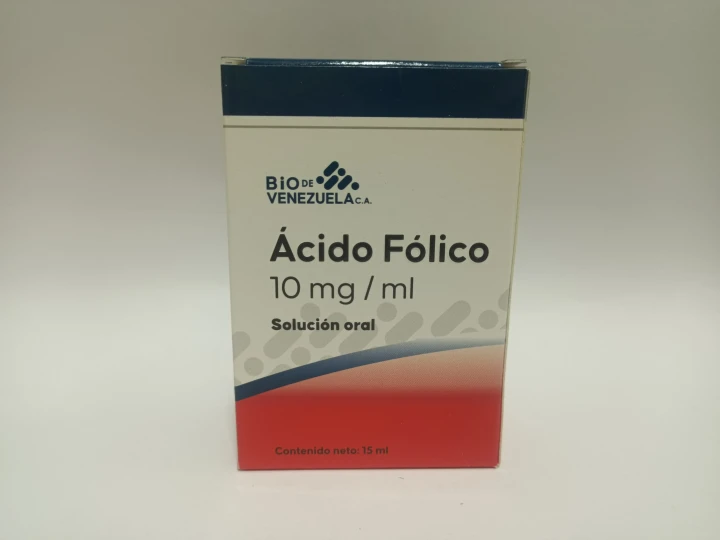 BiO DE
VENEZUELA C.A.
Ácido Fólico
10 mg / ml
Solución oral
Contenido neto: 15 ml